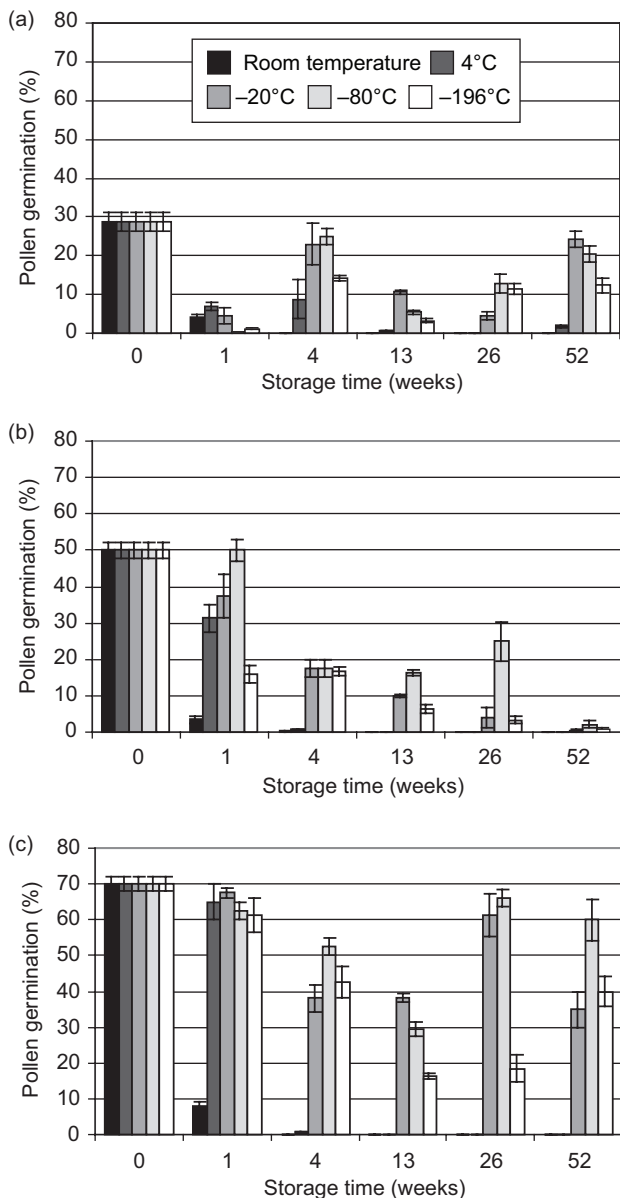 (a)
80
70
60
50
40
30
20
10
0
Pollen germination (%)
Room temperature 4°C
–20°C –80°C –196°C
0 1 4 13 26 52
Storage time (weeks)
(b)
80
70
60
50
40
30
20
10
0
Pollen germination (%)
0 1 4 13 26 52
Storage time (weeks)
(c)
80
70
60
50
40
30
20
10
0
Pollen germination (%)
0 1 4 13 26 52
Storage time (weeks)